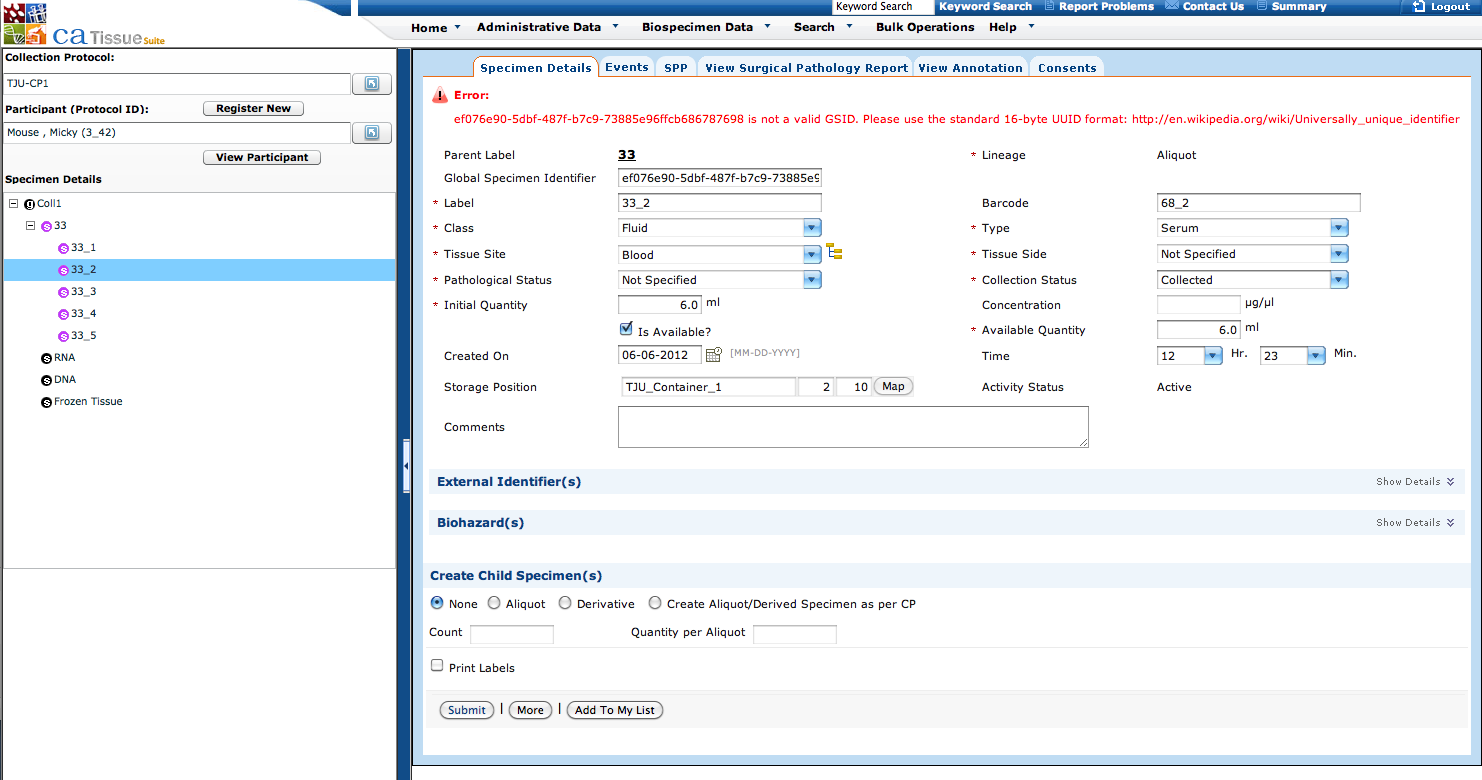 Keyword Search
Keyword Search Report Problems Contact Us Summary Logout
ca Tissue Suite
Home Administrative Data Biospecimen Data Search Bulk Operations Help
Collection Protocol:
TJU-CP1
Participant (Protocol ID): Register New
Mouse , Micky (3_42)
View Participant
Specimen Details
Coll1
33
33_1
33_2
33_3
33_4
33_5
RNA
DNA
Frozen Tissue
Specimen Details Events SPP View Surgical Pathology Report View Annotation Consents
Error:
ef076e90-5dbf-487f-b7c9-73885e96ffcb686787698 is not a valid GSID. Please use the standard 16-byte UUID format: http://en.wikipedia.org/wiki/Universally_unique_identifier
Parent Label 33 * Lineage Aliquot
Global Specimen Identifier ef076e90-5dbf-487f-b7c9-73885e9
* Label 33_2 Barcode 68_2
* Class Fluid * Type Serum
* Tissue Site Blood * Tissue Side Not Specified
* Pathological Status Not Specified * Collection Status Collected
* Initial Quantity 6.0 ml Concentration µg/µl
Is Available? * Available Quantity 6.0 ml
Created On 06-06-2012 [MM-DD-YYYY] Time 12 Hr. 23 Min.
Storage Position TJU_Container_1 2 10 Map Activity Status Active
Comments
External Identifier(s) Show Details
Biohazard(s) Show Details
Create Child Specimen(s)
None Aliquot Derivative Create Aliquot/Derived Specimen as per CP
Count Quantity per Aliquot
Print Labels
Submit | More | Add To My List